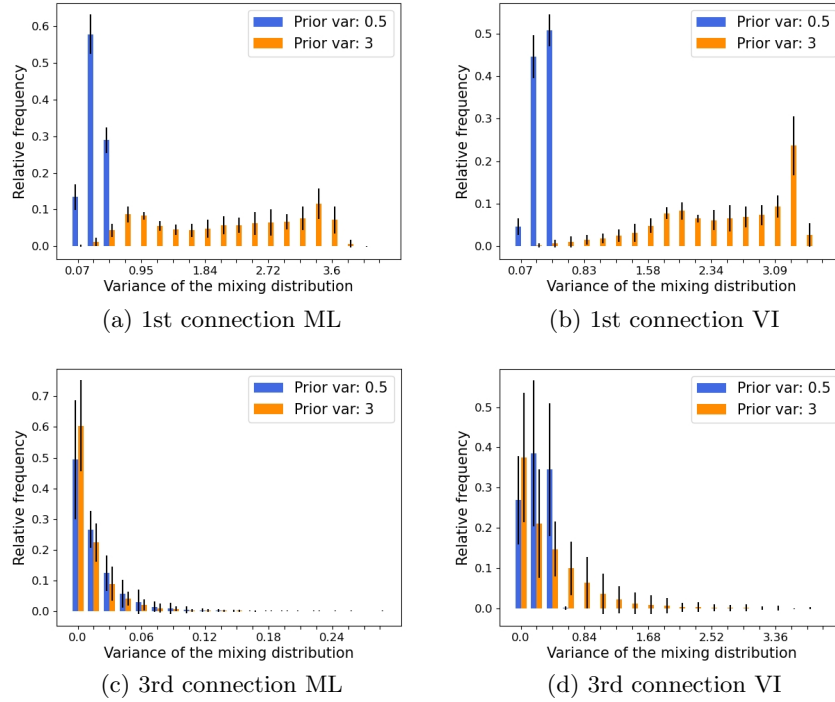 Prior var: 0.5
Prior var: 3
Relative frequency
0.6
0.5
0.4
0.3
0.2
0.1
0.0
0.07 0.95 1.84 2.72 3.6
Variance of the mixing distribution
(a) 1st connection ML
Prior var: 0.5
Prior var: 3
Relative frequency
0.5
0.4
0.3
0.2
0.1
0.0
0.07 0.83 1.58 2.34 3.09
Variance of the mixing distribution
(b) 1st connection VI
Prior var: 0.5
Prior var: 3
Relative frequency
0.7
0.6
0.5
0.4
0.3
0.2
0.1
0.0
0.0 0.06 0.12 0.18 0.24
Variance of the mixing distribution
(c) 3rd connection ML
Prior var: 0.5
Prior var: 3
Relative frequency
0.5
0.4
0.3
0.2
0.1
0.0
0.0 0.84 1.68 2.52 3.36
Variance of the mixing distribution
(d) 3rd connection VI